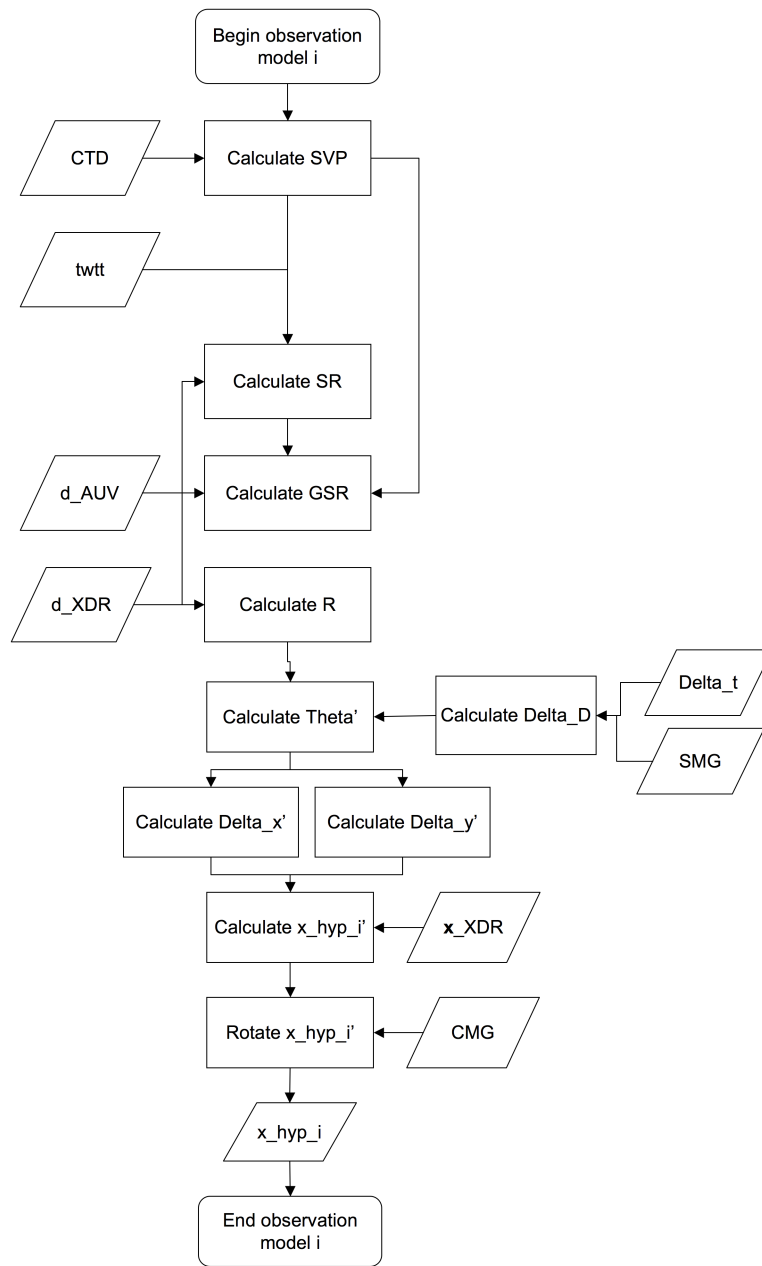 Begin observation
model i
CTD
Calculate SVP
twtt
Calculate SR
d_AUV
Calculate GSR
d_XDR
Calculate R
Calculate Theta'
Calculate Delta_D
Delta_t
SMG
Calculate Delta_x'
Calculate Delta_y'
Calculate x_hyp_i'
x_XDR
Rotate x_hyp_i'
CMG
x_hyp_i
End observation
model i